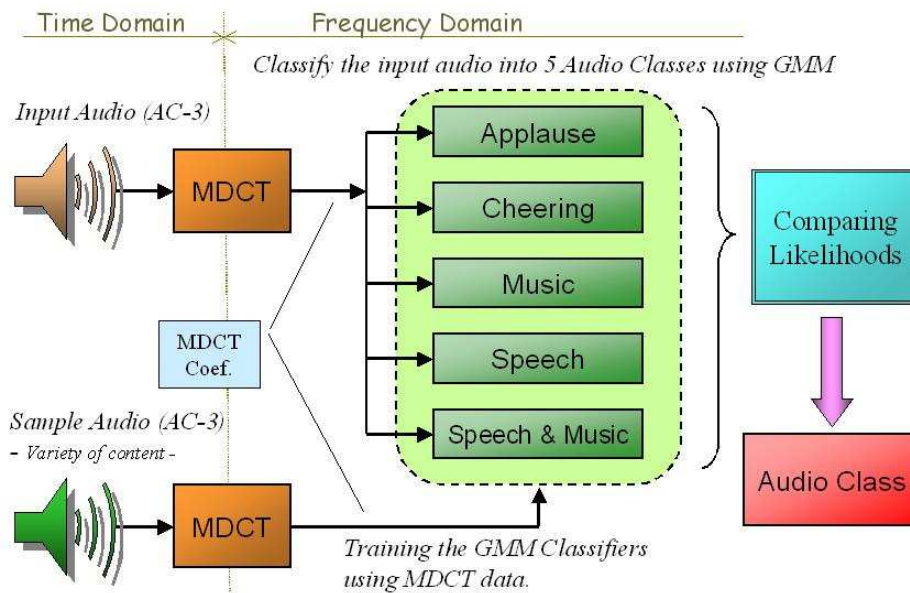 Time Domain
Frequency Domain
Classify the input audio into 5 Audio Classes using GMM
Input Audio (AC-3)
MDCT
Applause
Cheering
Music
Speech
Speech & Music
Comparing
Likelihoods
MDCT
Coef.
Sample Audio (AC-3)
- Variety of content -
MDCT
Audio Class
Training the GMM Classifiers
using MDCT data.